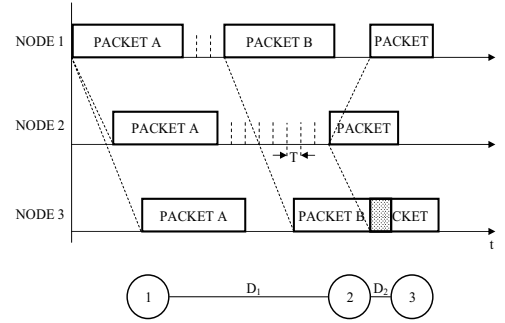 NODE 1
PACKET A
PACKET B
PACKET
NODE 2
PACKET A
T
PACKET
NODE 3
PACKET A
PACKET B
CKET
t
1
D₁
2
D₂
3